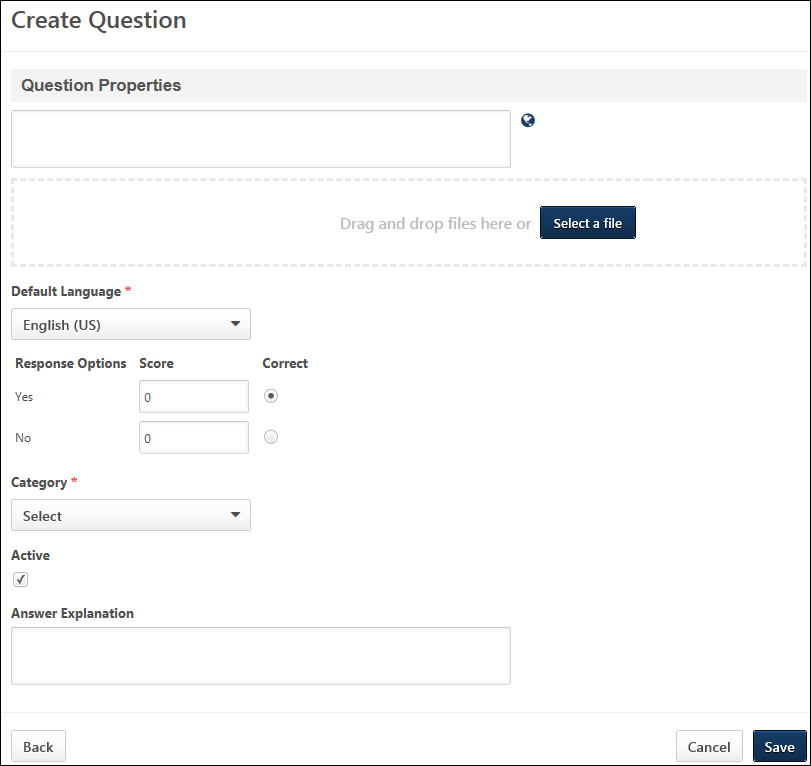 Create Question
Question Properties
Drag and drop files here or Select a file
Default Language *
English (US)
Response Options Score Correct
Yes 0
No 0
Category *
Select
Active
Answer Explanation
Back Cancel Save